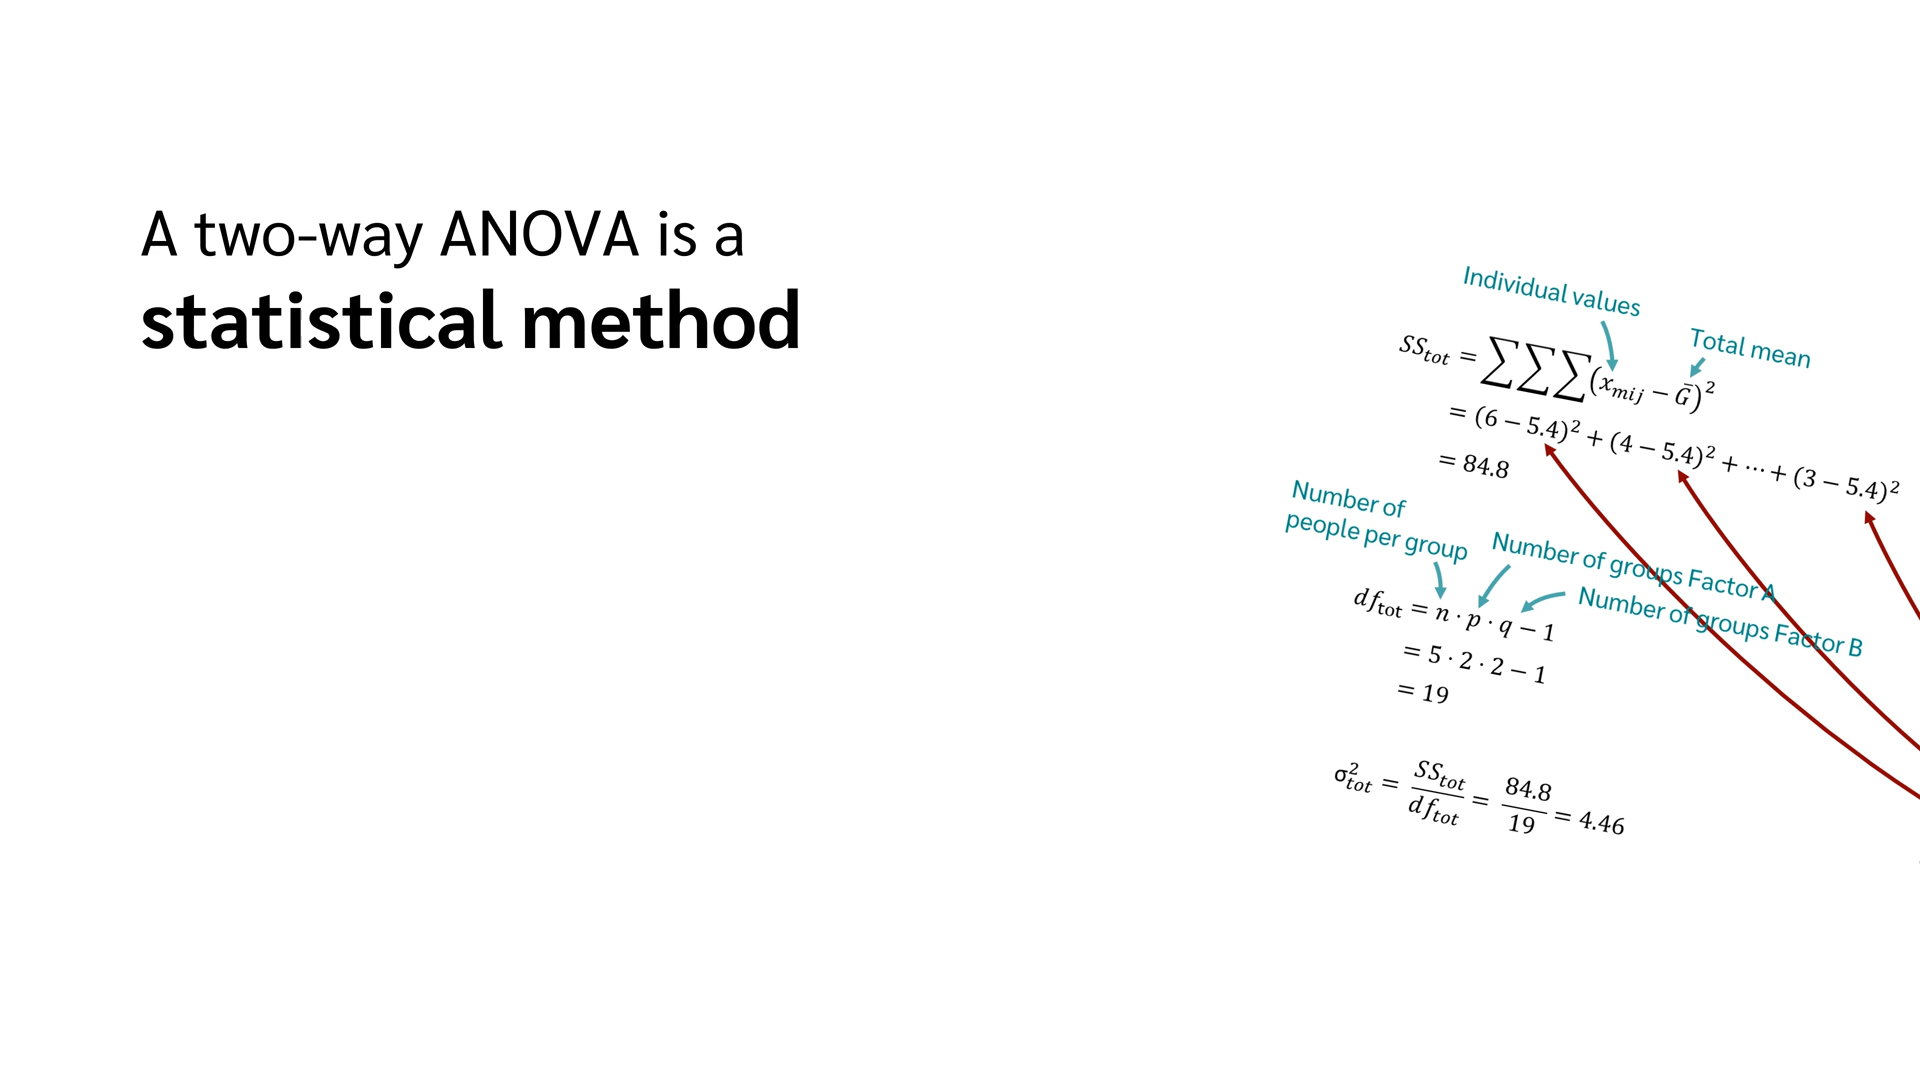 A two-way ANOVA is a
statistical method
Individual values
Total mean
SS_tot = ∑∑∑(x_mij − Ḡ)²
= (6 − 5.4)² + (4 − 5.4)² + ⋯ + (3 − 5.4)²
= 84.8
Number of
people per group
Number of groups Factor A
Number of groups Factor B
df_tot = n · p · q − 1
= 5 · 2 · 2 − 1
= 19
σ²_tot = SS_tot / df_tot = 84.8 / 19 = 4.46